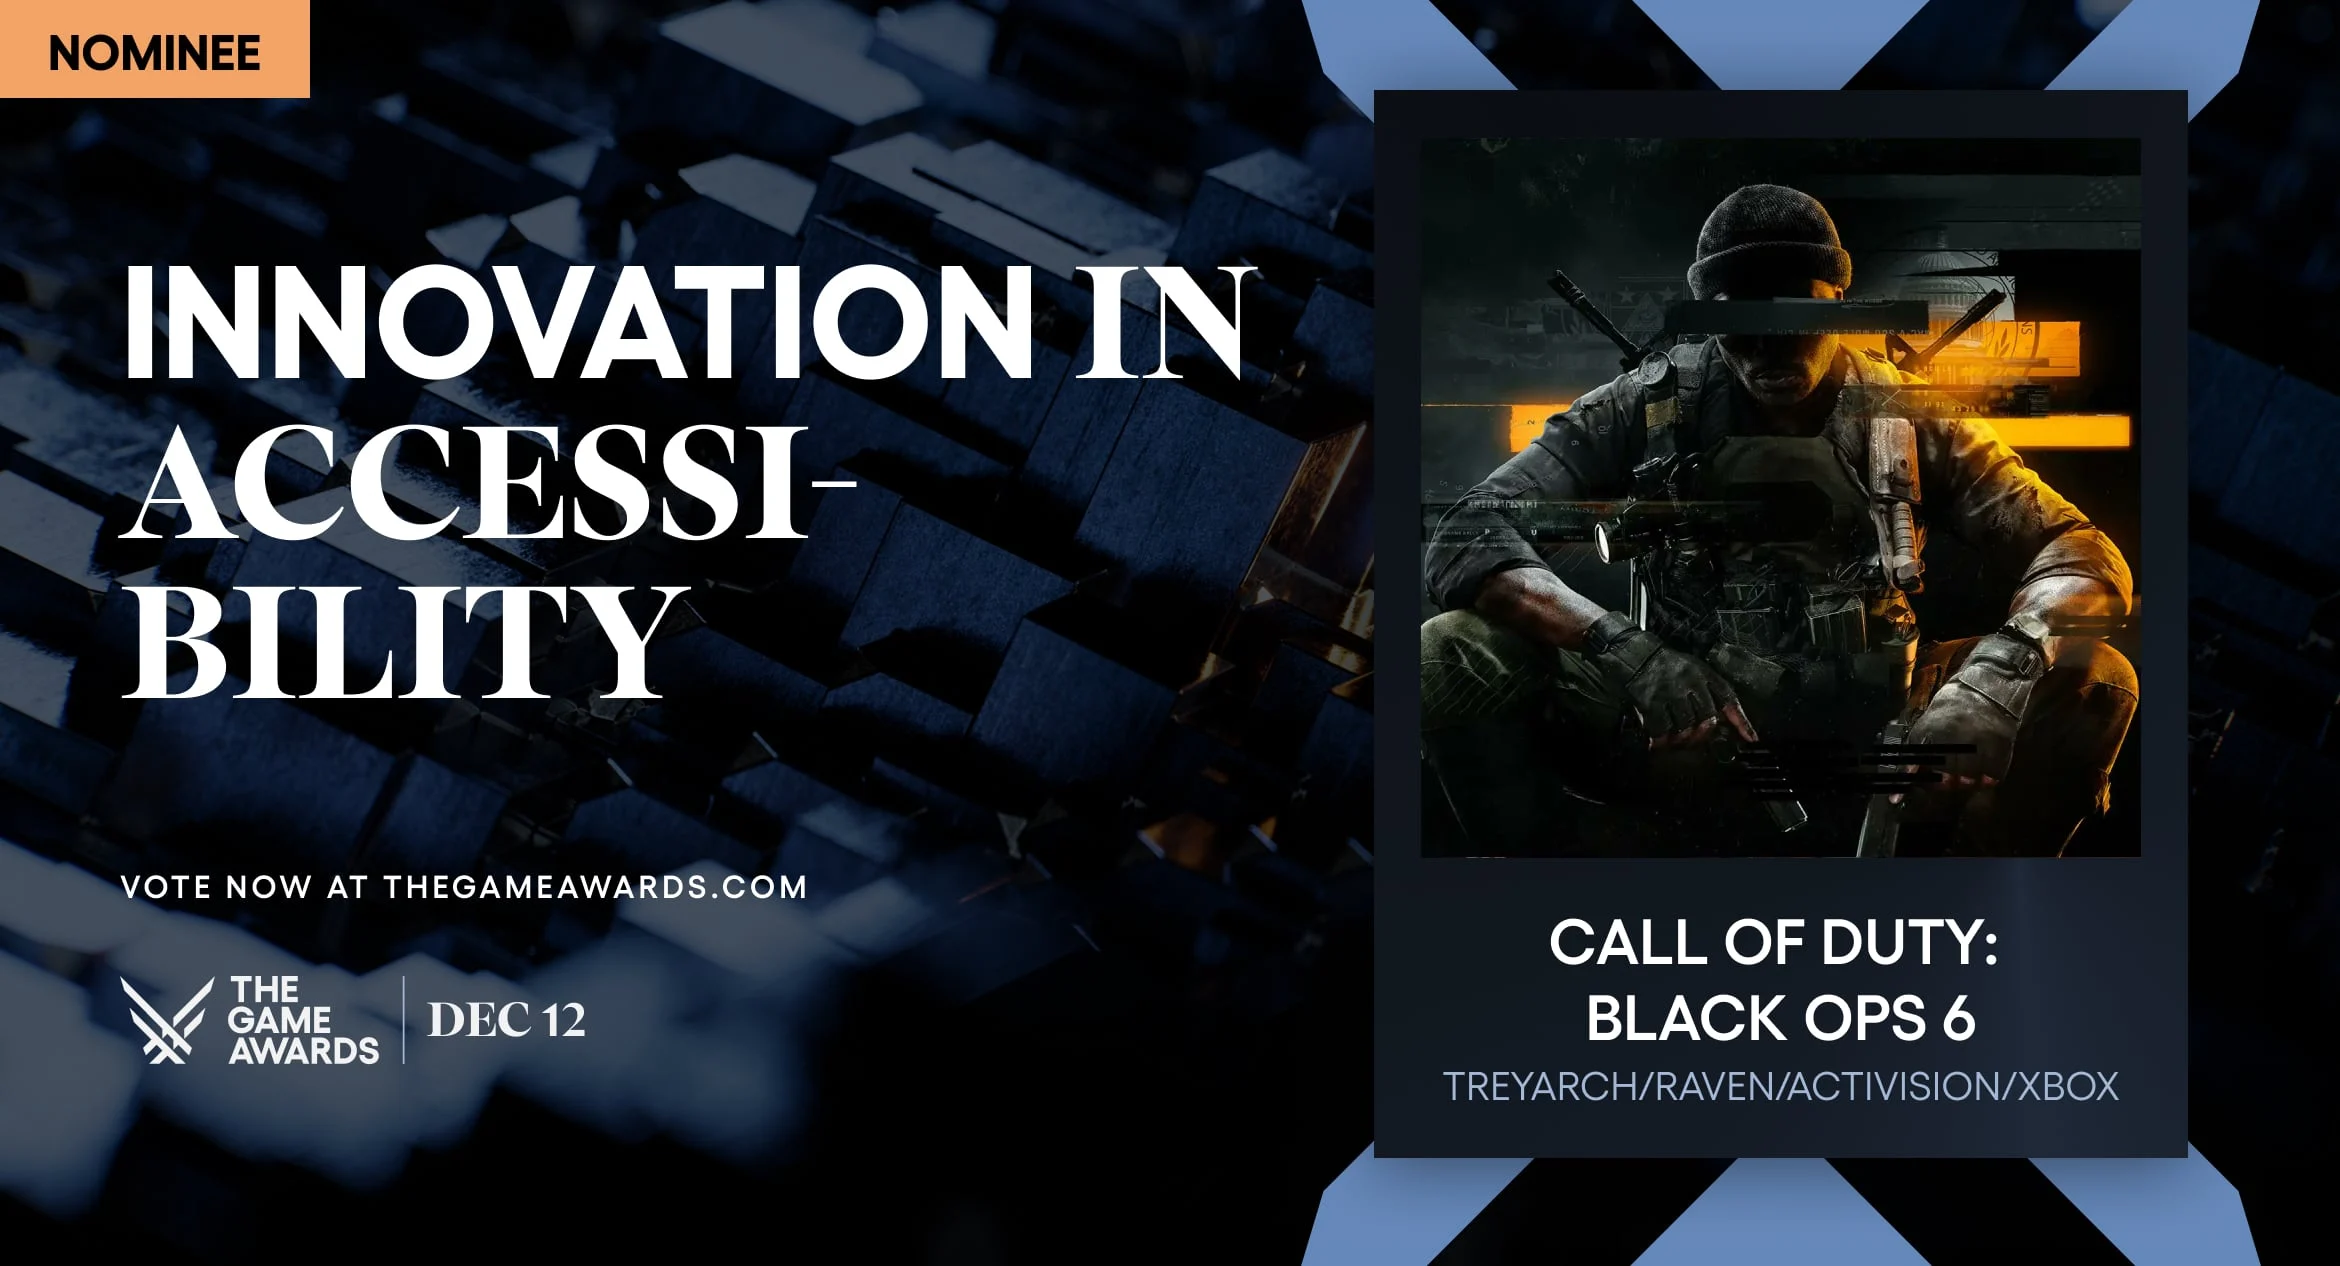 NOMINEE
INNOVATION IN
ACCESSI-
BILITY
VOTE NOW AT THEGAMEAWARDS.COM
THE
GAME
AWARDS
DEC 12
CALL OF DUTY:
BLACK OPS 6
TREYARCH/RAVEN/ACTIVISION/XBOX